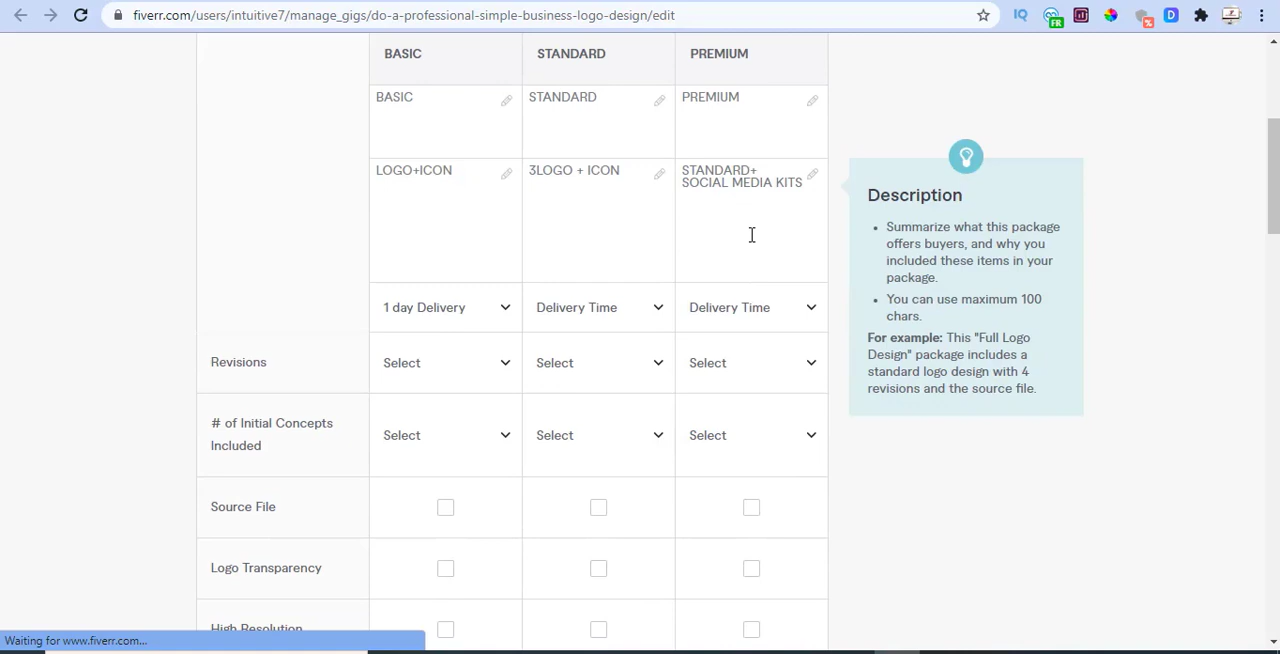 fiverr.com/users/intuitive7/manage_gigs/do-a-professional-simple-business-logo-design/edit
IQ
FR
D
BASIC STANDARD PREMIUM
BASIC STANDARD PREMIUM
LOGO+ICON 3LOGO + ICON STANDARD+
SOCIAL MEDIA KITS
1 day Delivery Delivery Time Delivery Time
Revisions Select Select Select
# of Initial Concepts
Included
Select Select Select
Source File
Logo Transparency
High Resolution
Description
• Summarize what this package
offers buyers, and why you
included these items in your
package.
• You can use maximum 100
chars.
For example: This "Full Logo
Design" package includes a
standard logo design with 4
revisions and the source file.
Waiting for www.fiverr.com...